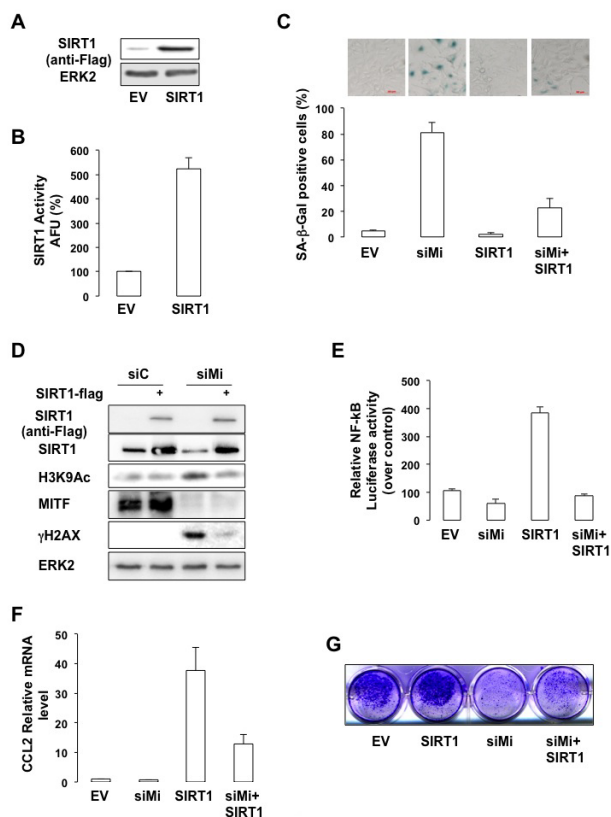 A
SIRT1
(anti-Flag)
ERK2
EV SIRT1
B
SIRT1 Activity
AFU (%)
600
500
400
300
200
100
0
EV SIRT1
C
SA-β-Gal positive cells (%)
100
80
60
40
20
0
EV siMi SIRT1 siMi+
SIRT1
D
siC siMi
SIRT1-flag + +
SIRT1
(anti-Flag)
SIRT1
H3K9Ac
MITF
γH2AX
ERK2
E
Relative NF-kB
Luciferase activity
(over control)
500
400
300
200
100
0
EV siMi SIRT1 siMi+
SIRT1
F
CCL2 Relative mRNA
level
50
40
30
20
10
0
EV siMi SIRT1 siMi+
SIRT1
G
EV SIRT1 siMi siMi+
SIRT1